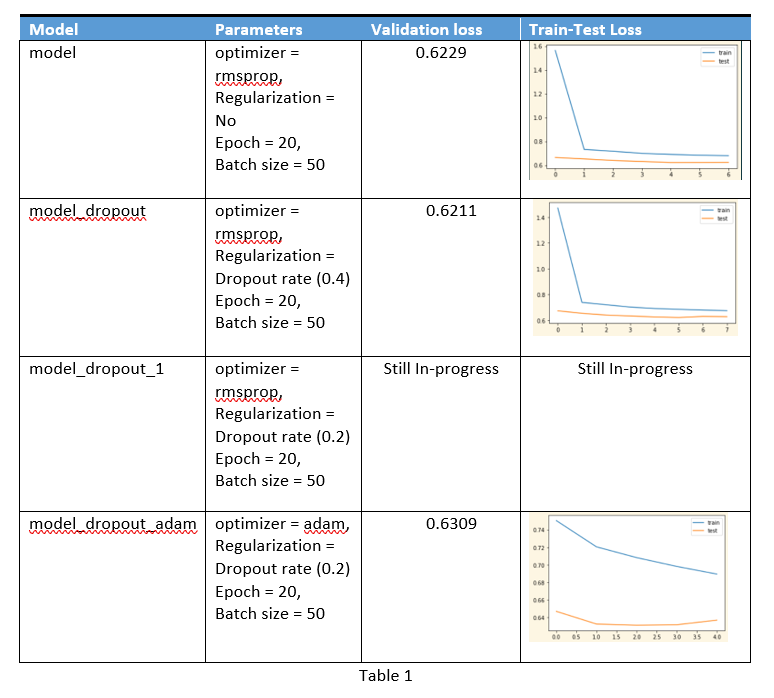 Model Parameters Validation loss Train-Test Loss
model optimizer = 0.6229
rmsprop,
Regularization =
No
Epoch = 20,
Batch size = 50
1.6
1.4
1.2
1.0
0.8
0.6
0 1 2 3 4 5 6
train
test
model_dropout optimizer = 0.6211
rmsprop,
Regularization =
Dropout rate (0.4)
Epoch = 20,
Batch size = 50
1.4
1.2
1.0
0.8
0.6
0 1 2 3 4 5 6 7
train
test
model_dropout_1 optimizer = Still In-progress Still In-progress
rmsprop,
Regularization =
Dropout rate (0.2)
Epoch = 20,
Batch size = 50
model_dropout_adam optimizer = adam, 0.6309
Regularization =
Dropout rate (0.2)
Epoch = 20,
Batch size = 50
0.74
0.72
0.70
0.68
0.66
0.64
0.0 0.5 1.0 1.5 2.0 2.5 3.0 3.5 4.0
train
test
Table 1